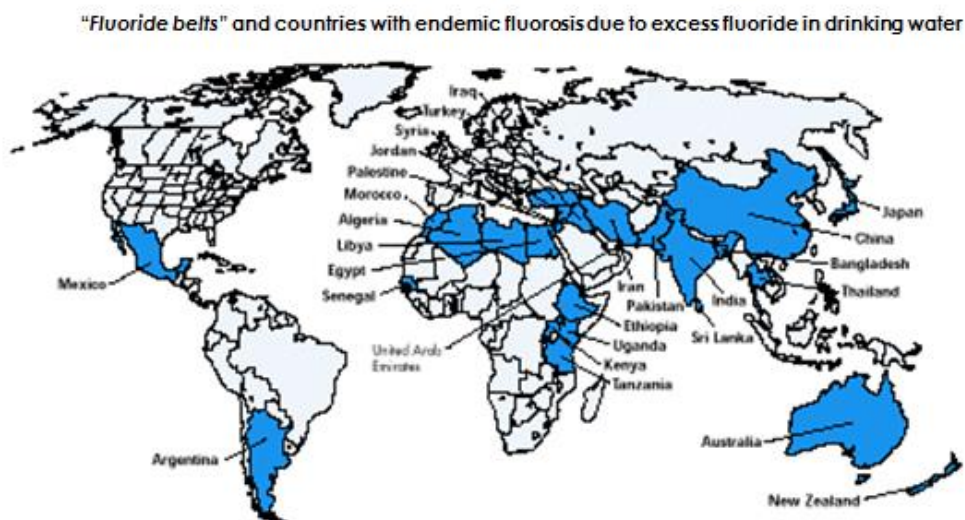 "Fluoride belts" and countries with endemic fluorosis due to excess fluoride in drinking water
Iraq
Turkey
Syria
Jordan
Palestine
Morocco
Algeria
Libya
Egypt
Senegal
United Arab
Emirates
Mexico
Argentina
Iran
Pakistan
Ethiopia
Uganda
Kenya
Tanzania
India
Sri Lanka
Japan
China
Bangladesh
Thailand
Australia
New Zealand